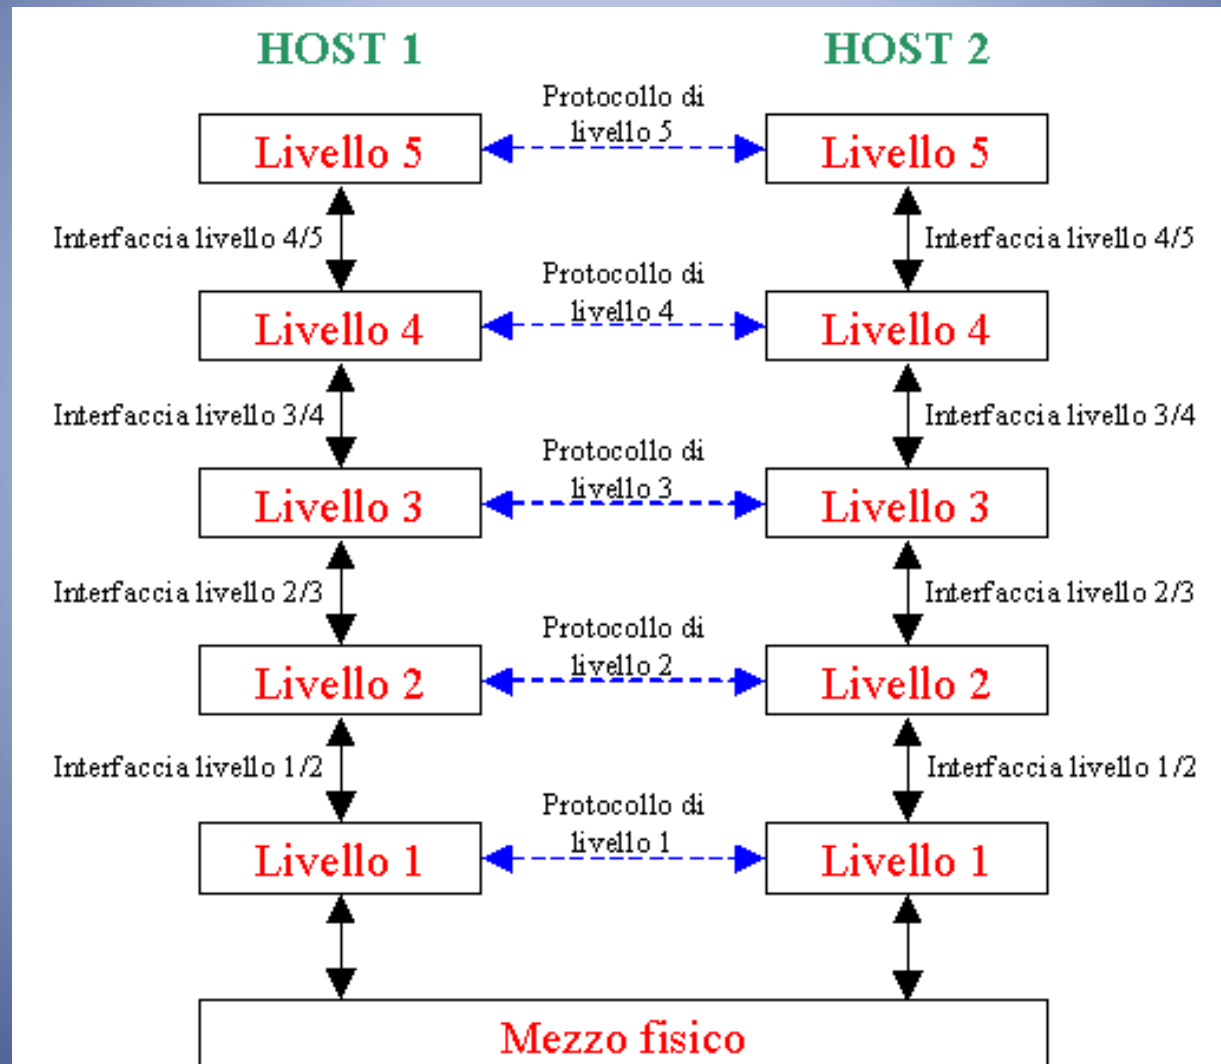 HOST 1
HOST 2
Protocollo di
livello 5
Livello 5
Livello 5
Interfaccia livello 4/5
Interfaccia livello 4/5
Protocollo di
livello 4
Livello 4
Livello 4
Interfaccia livello 3/4
Interfaccia livello 3/4
Protocollo di
livello 3
Livello 3
Livello 3
Interfaccia livello 2/3
Interfaccia livello 2/3
Protocollo di
livello 2
Livello 2
Livello 2
Interfaccia livello 1/2
Interfaccia livello 1/2
Protocollo di
livello 1
Livello 1
Livello 1
Mezzo fisico